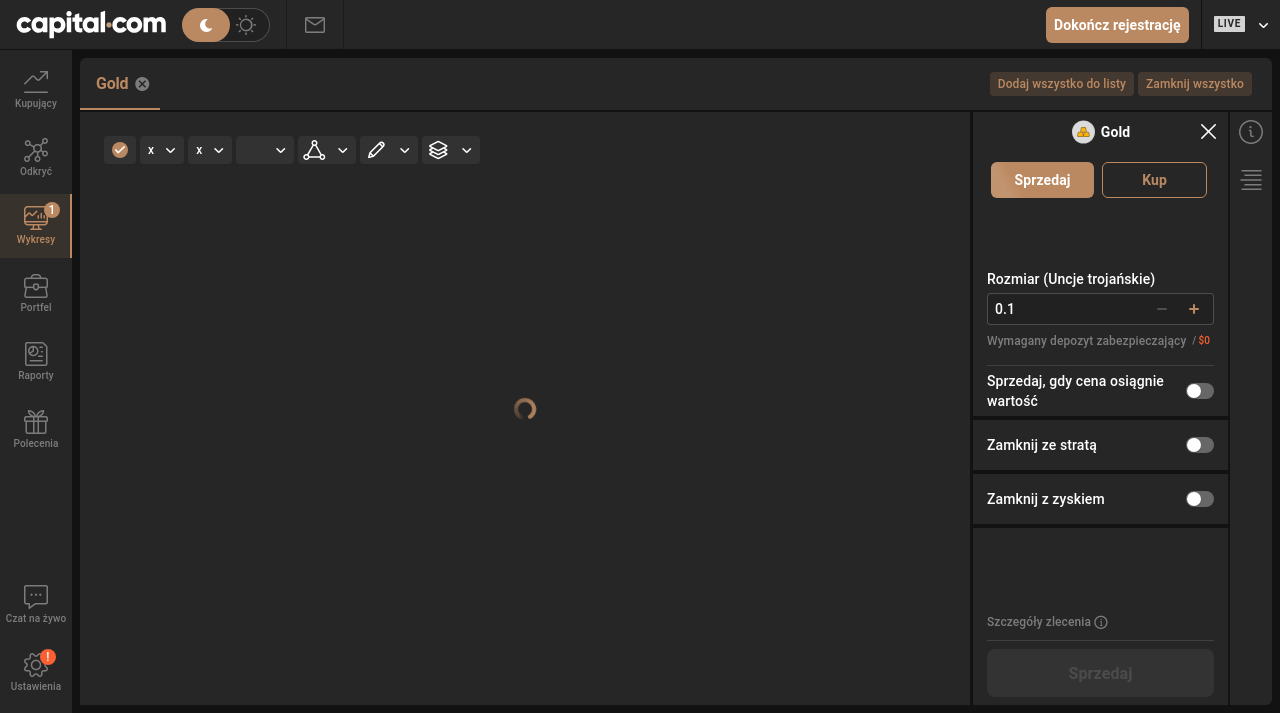 capital.com
Dokończ rejestrację
LIVE
Kupujący
Odkryć
1
Wykresy
Portfel
Raporty
Polecenia
Czat na żywo
!
Ustawienia
Gold
Dodaj wszystko do listy
Zamknij wszystko
x
x
Gold
Sprzedaj
Kup
Rozmiar (Uncje trojańskie)
0.1
Wymagany depozyt zabezpieczający / $0
Sprzedaj, gdy cena osiągnie
wartość
Zamknij ze stratą
Zamknij z zyskiem
Szczegóły zlecenia
Sprzedaj